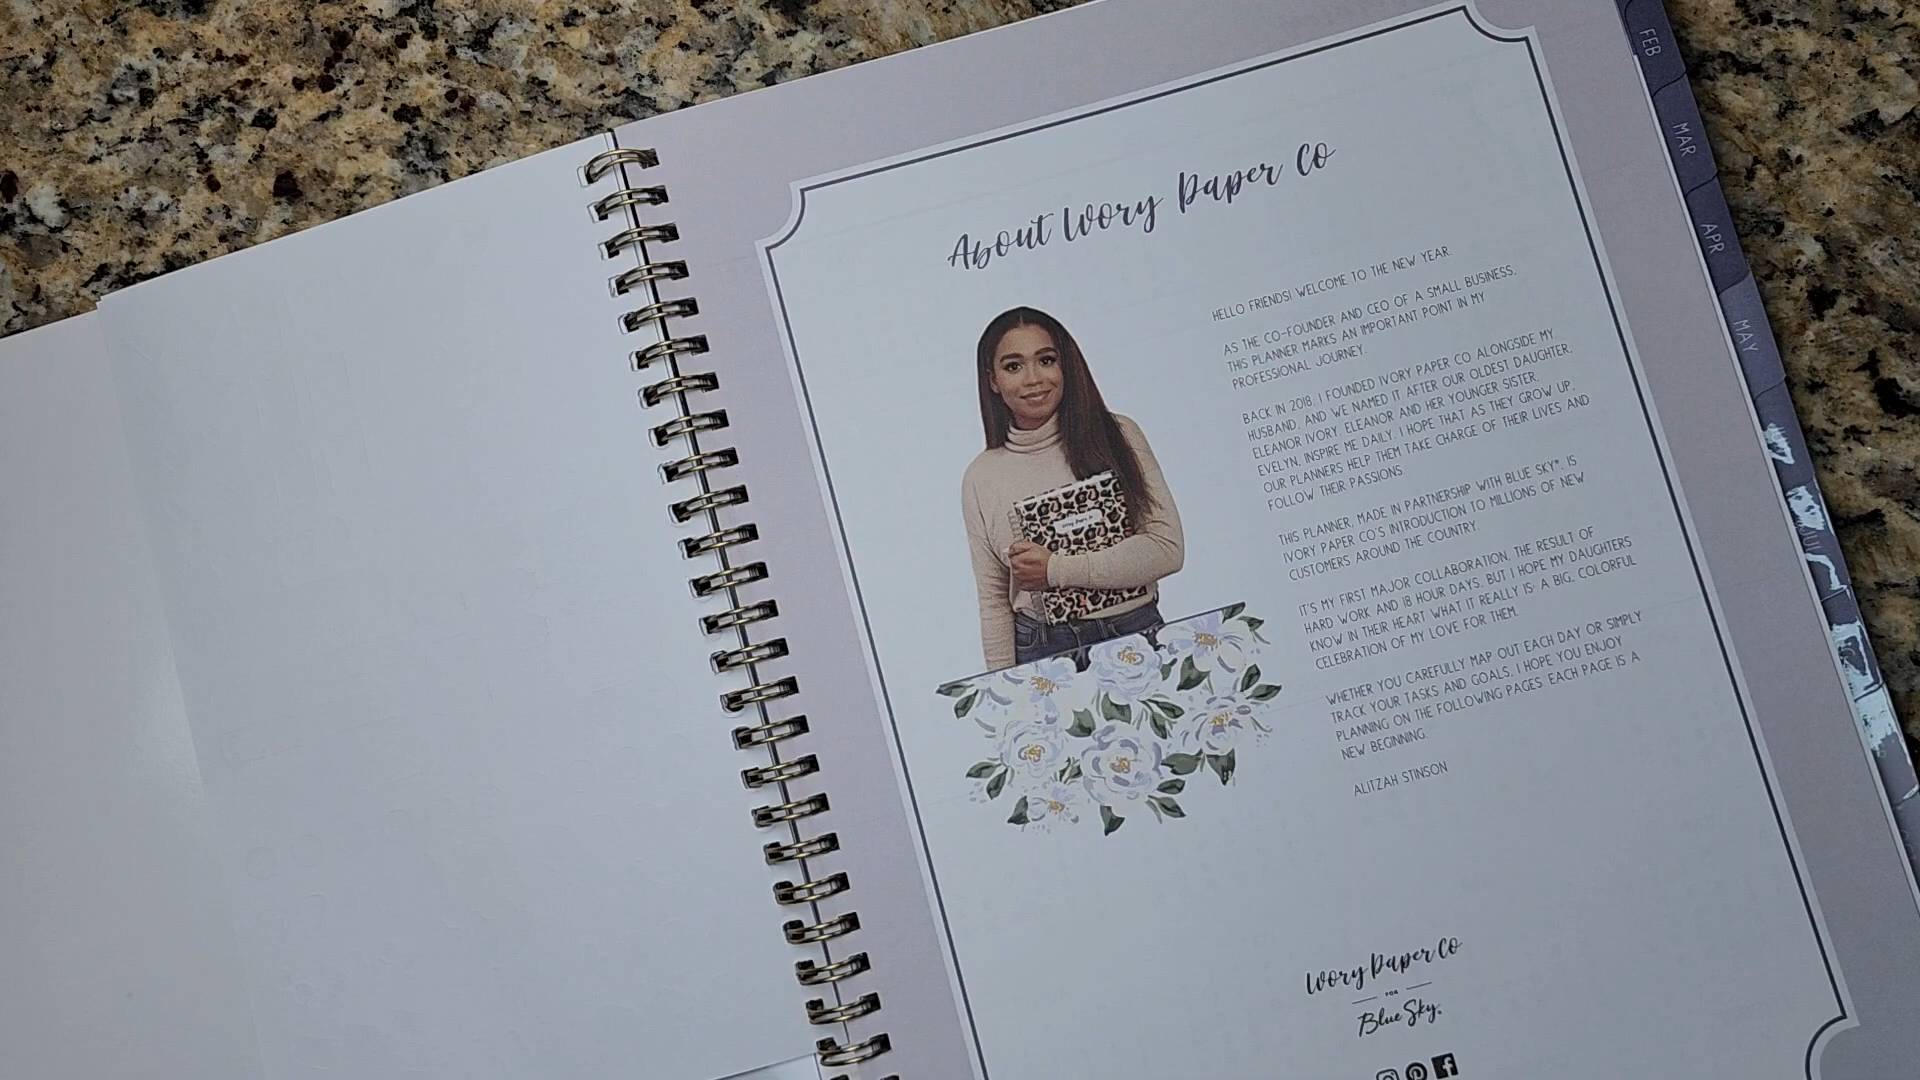 About Ivory Paper Co
HELLO FRIENDS! WELCOME TO THE NEW YEAR.
AS THE CO-FOUNDER AND CEO OF A SMALL BUSINESS,
THIS PLANNER MARKS AN IMPORTANT POINT IN MY
PROFESSIONAL JOURNEY.
BACK IN 2018, I FOUNDED IVORY PAPER CO ALONGSIDE MY
HUSBAND, AND WE NAMED IT AFTER OUR OLDEST DAUGHTER,
ELEANOR IVORY. ELEANOR AND HER YOUNGER SISTER,
EVELYN, INSPIRE ME DAILY. I HOPE THAT AS THEY GROW UP,
OUR PLANNERS HELP THEM TAKE CHARGE OF THEIR LIVES AND
FOLLOW THEIR PASSIONS.
THIS PLANNER, MADE IN PARTNERSHIP WITH BLUE SKY®, IS
IVORY PAPER CO'S INTRODUCTION TO MILLIONS OF NEW
CUSTOMERS AROUND THE COUNTRY.
IT'S MY FIRST MAJOR COLLABORATION, THE RESULT OF
HARD WORK AND 18 HOUR DAYS, BUT I HOPE MY DAUGHTERS
KNOW IN THEIR HEART WHAT IT REALLY IS: A BIG, COLORFUL
CELEBRATION OF MY LOVE FOR THEM.
WHETHER YOU CAREFULLY MAP OUT EACH DAY OR SIMPLY
TRACK YOUR TASKS AND GOALS, I HOPE YOU ENJOY
PLANNING ON THE FOLLOWING PAGES. EACH PAGE IS A
NEW BEGINNING.
ALITZAH STINSON
Ivory Paper Co
FOR
Blue Sky.
FEB
MAR
APR
MAY
JUL